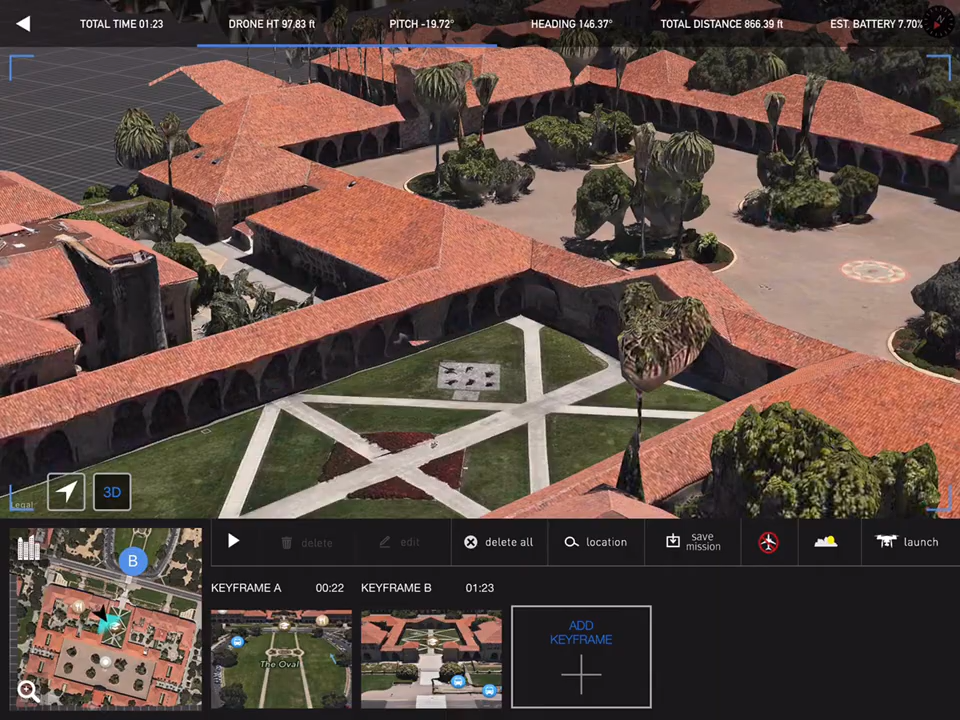 TOTAL TIME 01:23
DRONE HT 97.83 ft
PITCH -19.72°
HEADING 146.37°
TOTAL DISTANCE 866.39 ft
EST. BATTERY 7.70%
N
Legal
3D
B
delete
edit
delete all
location
save
mission
launch
KEYFRAME A 00:22
KEYFRAME B 01:23
The Oval
ADD
KEYFRAME